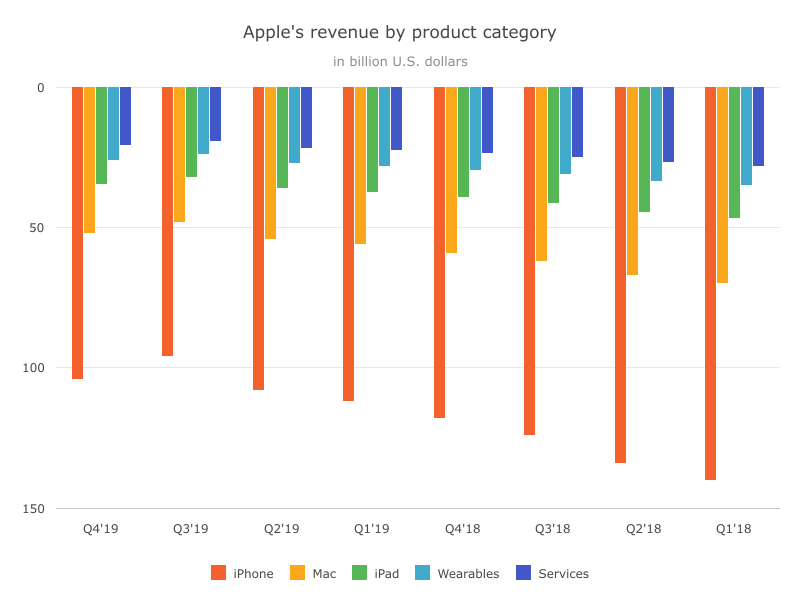 Apple's revenue by product category
in billion U.S. dollars
0
50
100
150
Q4'19 Q3'19 Q2'19 Q1'19 Q4'18 Q3'18 Q2'18 Q1'18
iPhone Mac iPad Wearables Services